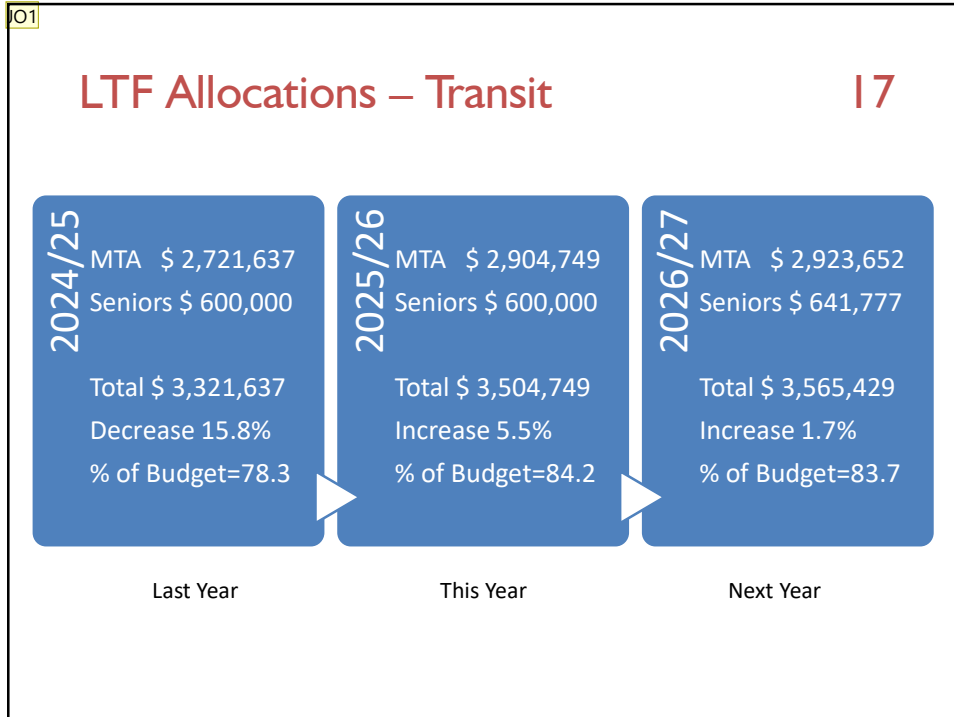 JO1
LTF Allocations – Transit
17
2024/25
MTA $ 2,721,637
Seniors $ 600,000
Total $ 3,321,637
Decrease 15.8%
% of Budget=78.3
2025/26
MTA $ 2,904,749
Seniors $ 600,000
Total $ 3,504,749
Increase 5.5%
% of Budget=84.2
2026/27
MTA $ 2,923,652
Seniors $ 641,777
Total $ 3,565,429
Increase 1.7%
% of Budget=83.7
Last Year
This Year
Next Year